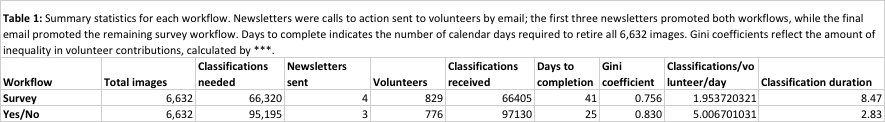 Table 1: Summary statistics for each workflow. Newsletters were calls to action sent to volunteers by email; the first three newsletters promoted both workflows, while the final
email promoted the remaining survey workflow. Days to complete indicates the number of calendar days required to retire all 6,632 images. Gini coefficients reflect the amount of
inequality in volunteer contributions, calculated by ***.
Workflow Total images Classifications needed Newsletters sent Volunteers Classifications received Days to completion Gini coefficient Classifications/volunteer/day Classification duration
Survey 6,632 66,320 4 829 66405 41 0.756 1.953720321 8.47
Yes/No 6,632 95,195 3 776 97130 25 0.830 5.006701031 2.83